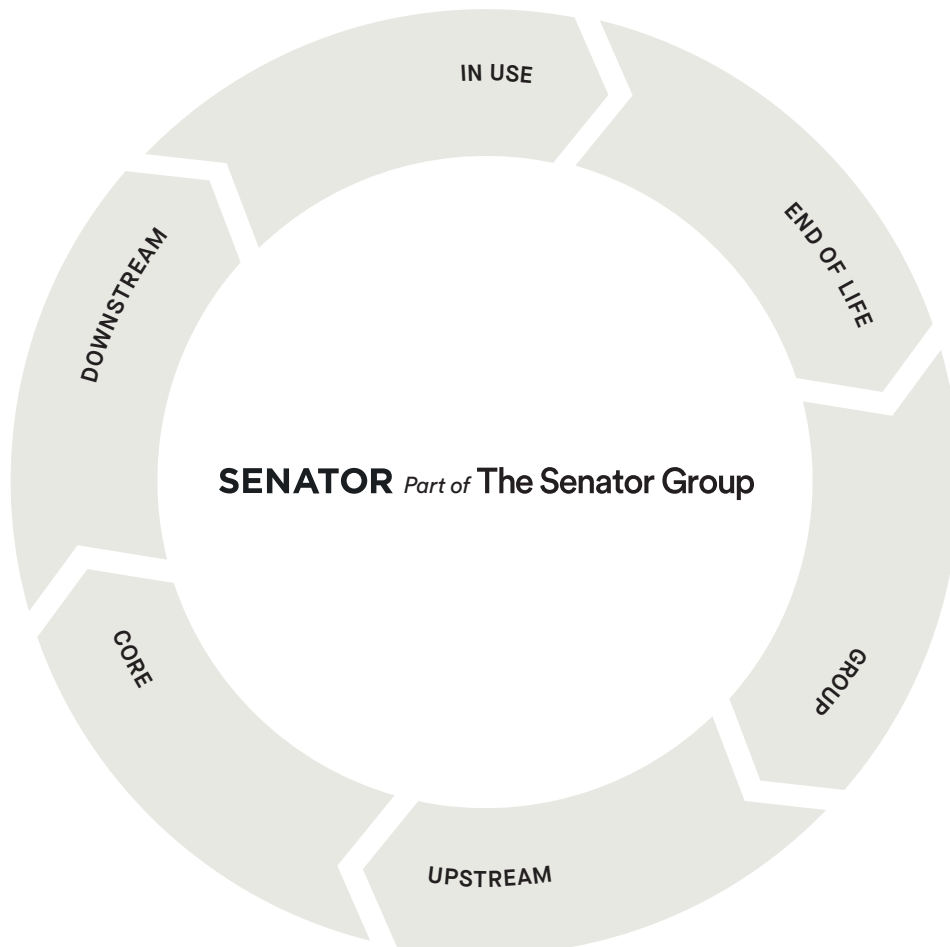 IN USE
END OF LIFE
GROUP
UPSTREAM
CORE
DOWNSTREAM
SENATOR Part of The Senator Group